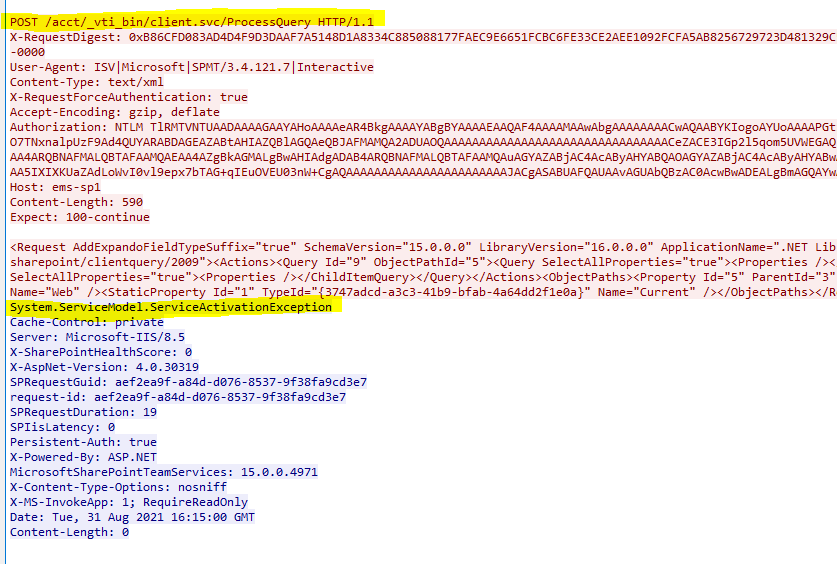 POST /acct/_vti_bin/client.svc/ProcessQuery HTTP/1.1
X-RequestDigest: 0xB86CFD083AD4D4F9D3DAAF7A5148D1A8334C885088177FAEC9E6651FCBC6FE33CE2AEE1092FCFA5AB8256729723D481329C
-0000
User-Agent: ISV|Microsoft|SPMT/3.4.121.7|Interactive
Content-Type: text/xml
X-RequestForceAuthentication: true
Accept-Encoding: gzip, deflate
Authorization: NTLM
Host: ems-sp1
Content-Length: 590
Expect: 100-continue
<Request AddExpandoFieldTypeSuffix="true" SchemaVersion="15.0.0.0" LibraryVersion="16.0.0.0" ApplicationName=".NET Lib
sharepoint/clientquery/2009"><Actions><Query Id="9" ObjectPathId="5"><Query SelectAllProperties="true"><Properties /><
SelectAllProperties="true"><Properties /></ChildItemQuery></Query></Actions><ObjectPaths><Property Id="5" ParentId="3"
Name="Web" /><StaticProperty Id="1" TypeId="{3747adcd-a3c3-41b9-bfab-4a64dd2f1e0a}" Name="Current" /></ObjectPaths></R
System.ServiceModel.ServiceActivationException
Cache-Control: private
Server: Microsoft-IIS/8.5
X-SharePointHealthScore: 0
X-AspNet-Version: 4.0.30319
SPRequestGuid: aef2ea9f-a84d-d076-8537-9f38fa9cd3e7
request-id: aef2ea9f-a84d-d076-8537-9f38fa9cd3e7
SPRequestDuration: 19
SPIisLatency: 0
Persistent-Auth: true
X-Powered-By: ASP.NET
MicrosoftSharePointTeamServices: 15.0.0.4971
X-Content-Type-Options: nosniff
X-MS-InvokeApp: 1; RequireReadOnly
Date: Tue, 31 Aug 2021 16:15:00 GMT
Content-Length: 0